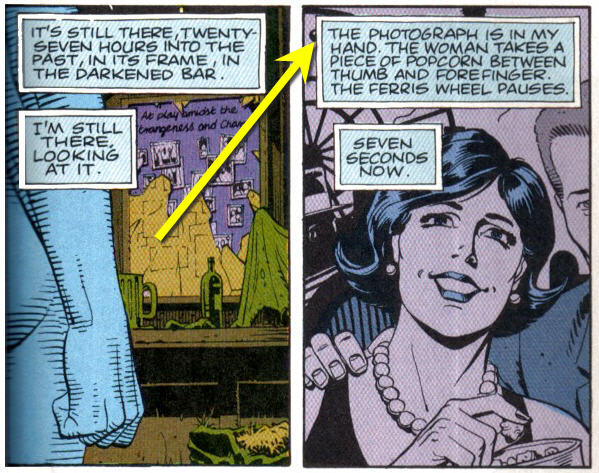 IT'S STILL THERE, TWENTY-
SEVEN HOURS INTO THE
PAST, IN ITS FRAME, IN
THE DARKENED BAR.
I'M STILL
THERE,
LOOKING
AT IT.
At play amidst the
trangeness and Cha
THE PHOTOGRAPH IS IN MY
HAND. THE WOMAN TAKES A
PIECE OF POPCORN BETWEEN
THUMB AND FOREFINGER.
THE FERRIS WHEEL PAUSES.
SEVEN
SECONDS
NOW.